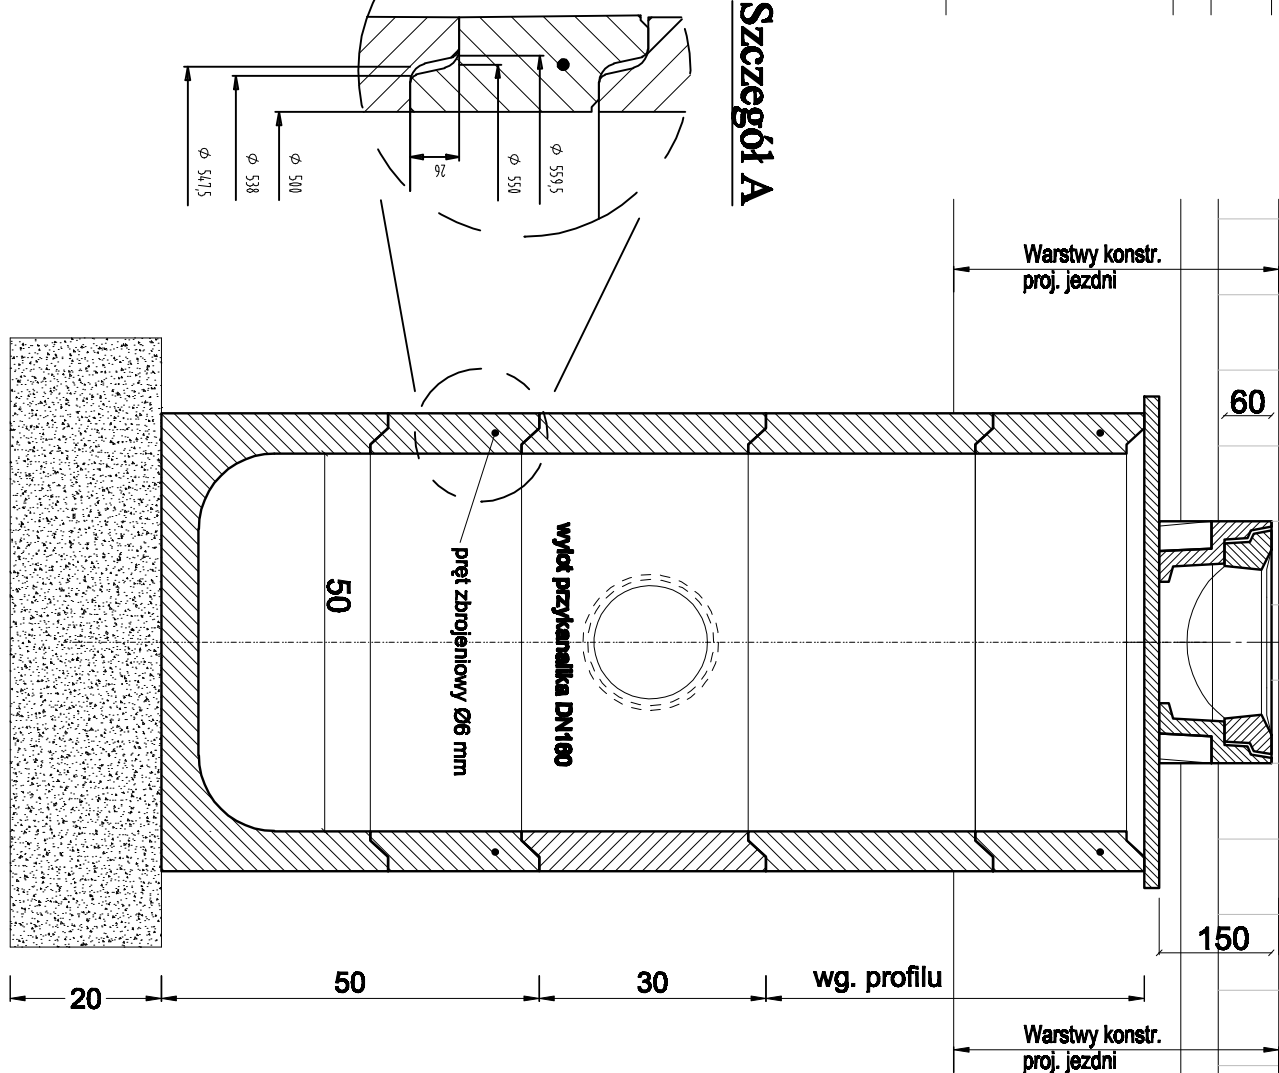 Szczegół A
Φ 547,5
Φ 538
Φ 500
26
Φ 550
Φ 559,5
Warstwy konstr.
proj. jezdni
60
50
pręt zbrojeniowy Ø6 mm
wylot przykanalika DN160
150
20
50
30
wg. profilu
Warstwy konstr.
proj. jezdni